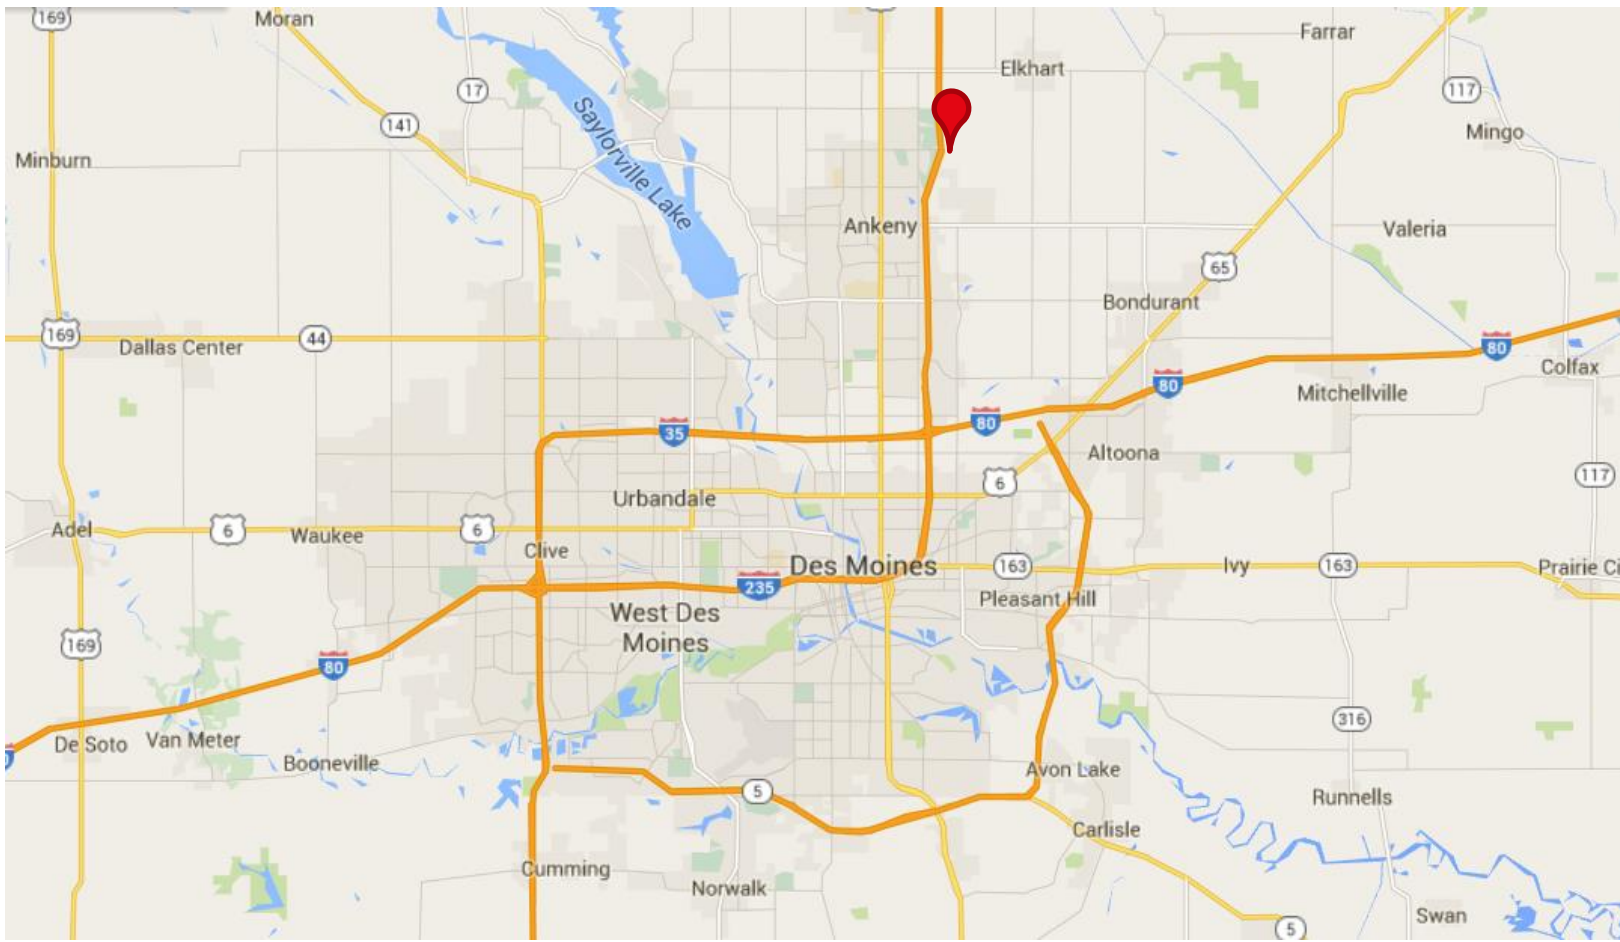 169
Moran
Farrar
Elkhart
17
117
141
Mingo
Saylorville Lake
Minburn
Ankeny
Valeria
65
Bondurant
169
44
Dallas Center
80
Colfax
80
Mitchellville
80
35
Altoona
6
117
Urbandale
Adel
6
Waukee
6
Clive
Des Moines
163
Ivy
163
Prairie Ci
235
Pleasant Hill
West Des
Moines
169
80
316
De Soto
Van Meter
Booneville
Avon Lake
5
Runnells
Carlisle
Cumming
Norwalk
Swan
5